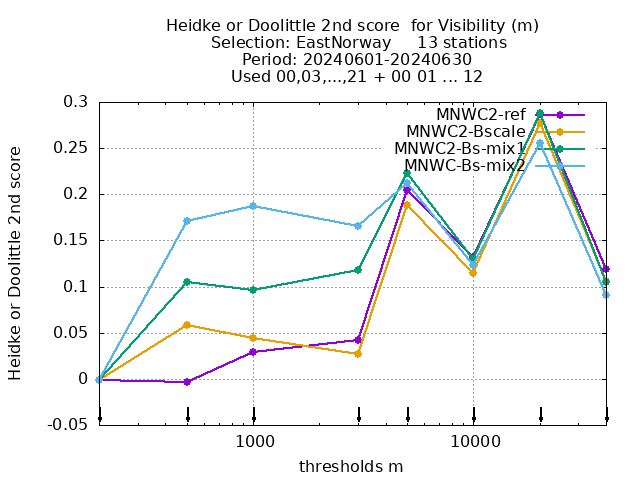 Heidke or Doolittle 2nd score  for Visibility (m)
Selection: EastNorway     13 stations
Period: 20240601-20240630
Used 00,03,...,21 + 00 01 ... 12
MNWC2-ref
MNWC2-Bscale
MNWC2-Bs-mix1
MNWC-Bs-mix2
Heidke or Doolittle 2nd score
0.3
0.25
0.2
0.15
0.1
0.05
0
-0.05
1000
10000
thresholds m